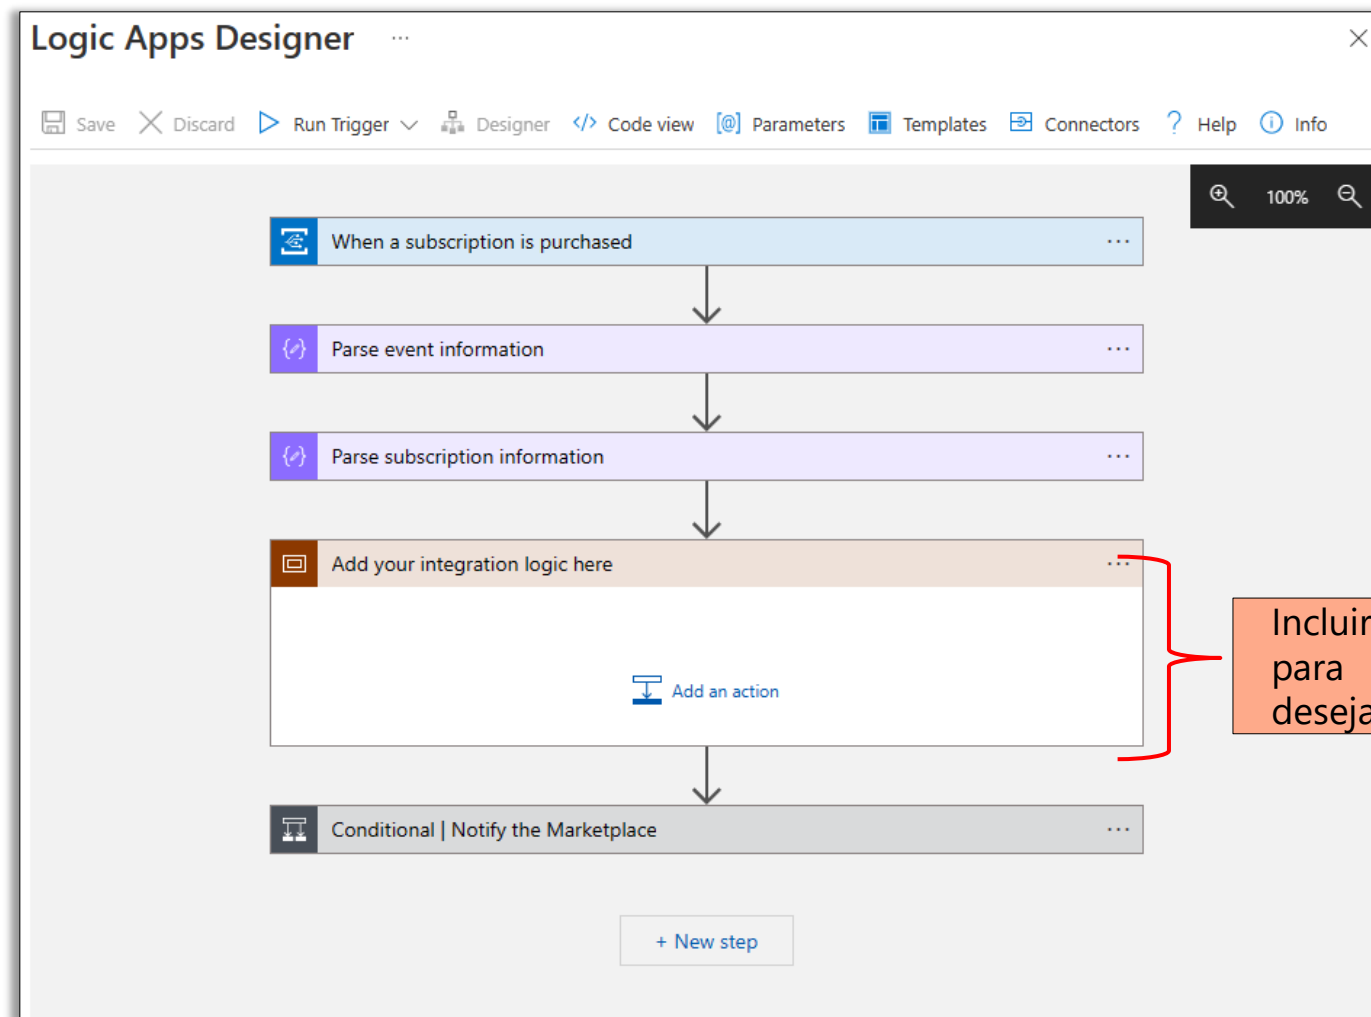 Logic Apps Designer ...
Save Discard Run Trigger Designer Code view Parameters Templates Connectors ? Help Info
100%
When a subscription is purchased ...
Parse event information ...
Parse subscription information ...
Add your integration logic here ...
Incluir
para
Add an action
Conditional | Notify the Marketplace ...
+ New step